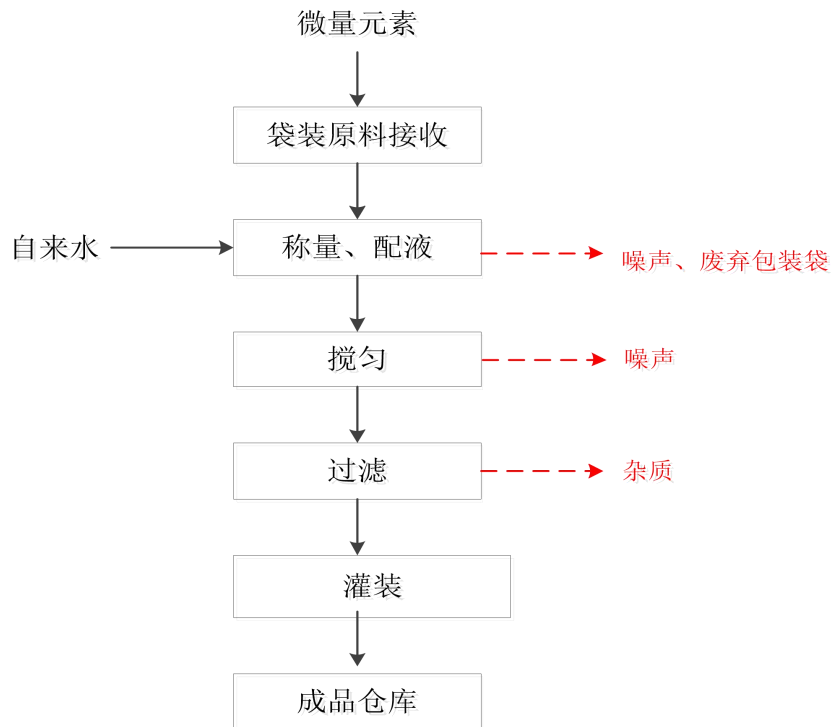 微量元素
袋装原料接收
自来水
称量、配液
噪声、废弃包装袋
搅匀
噪声
过滤
杂质
灌装
成品仓库